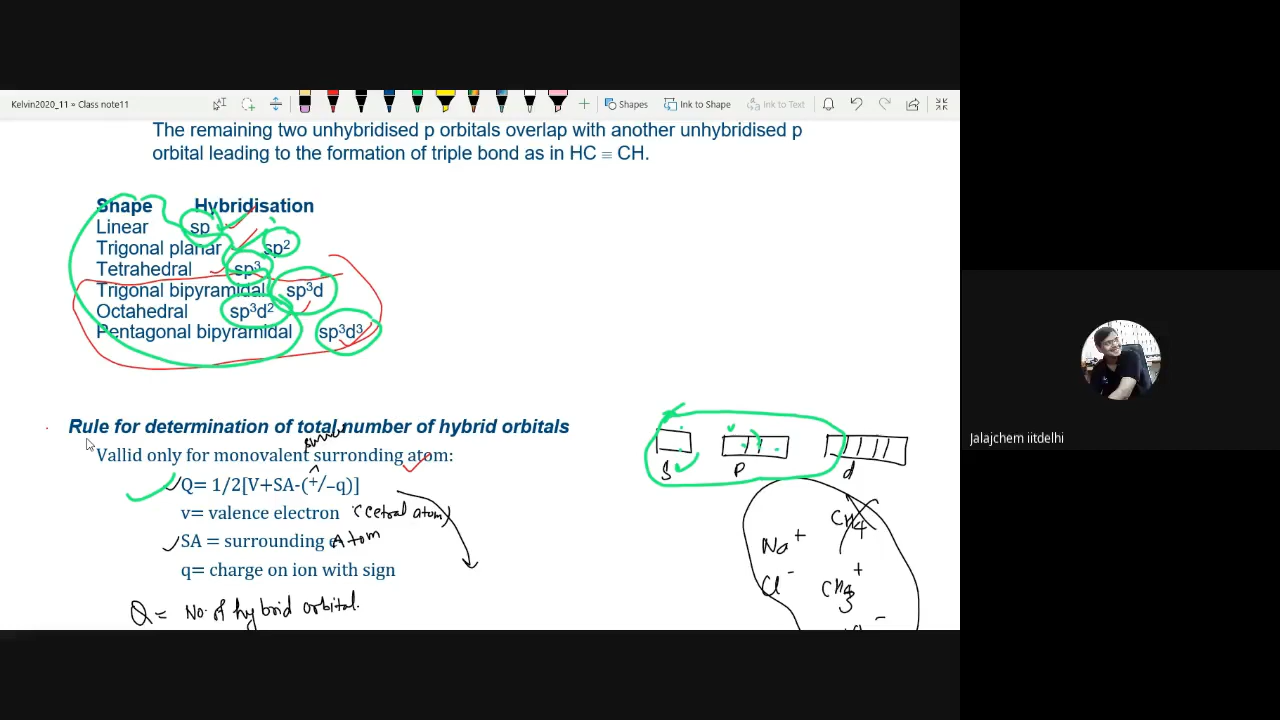 Kelvin2020_11 » Class note11
Shapes
Ink to Shape
Ink to Text
The remaining two unhybridised p orbitals overlap with another unhybridised p
orbital leading to the formation of triple bond as in HC ≡ CH.
Shape Hybridisation
Linear sp
Trigonal planar sp²
Tetrahedral sp³
Trigonal bipyramidal sp³d
Octahedral sp³d²
Pentagonal bipyramidal sp³d³
Rule for determination of total number of hybrid orbitals
Vallid only for monovalent surronding atom:
Q= 1/2[V+SA-(+/–q)]
v= valence electron (Cetral atom)
SA = surrounding Atom
q= charge on ion with sign
Q = No. of hybrid orbital.
S P d
CH4
Na+
Cl- CH3+
Jalajchem iitdelhi